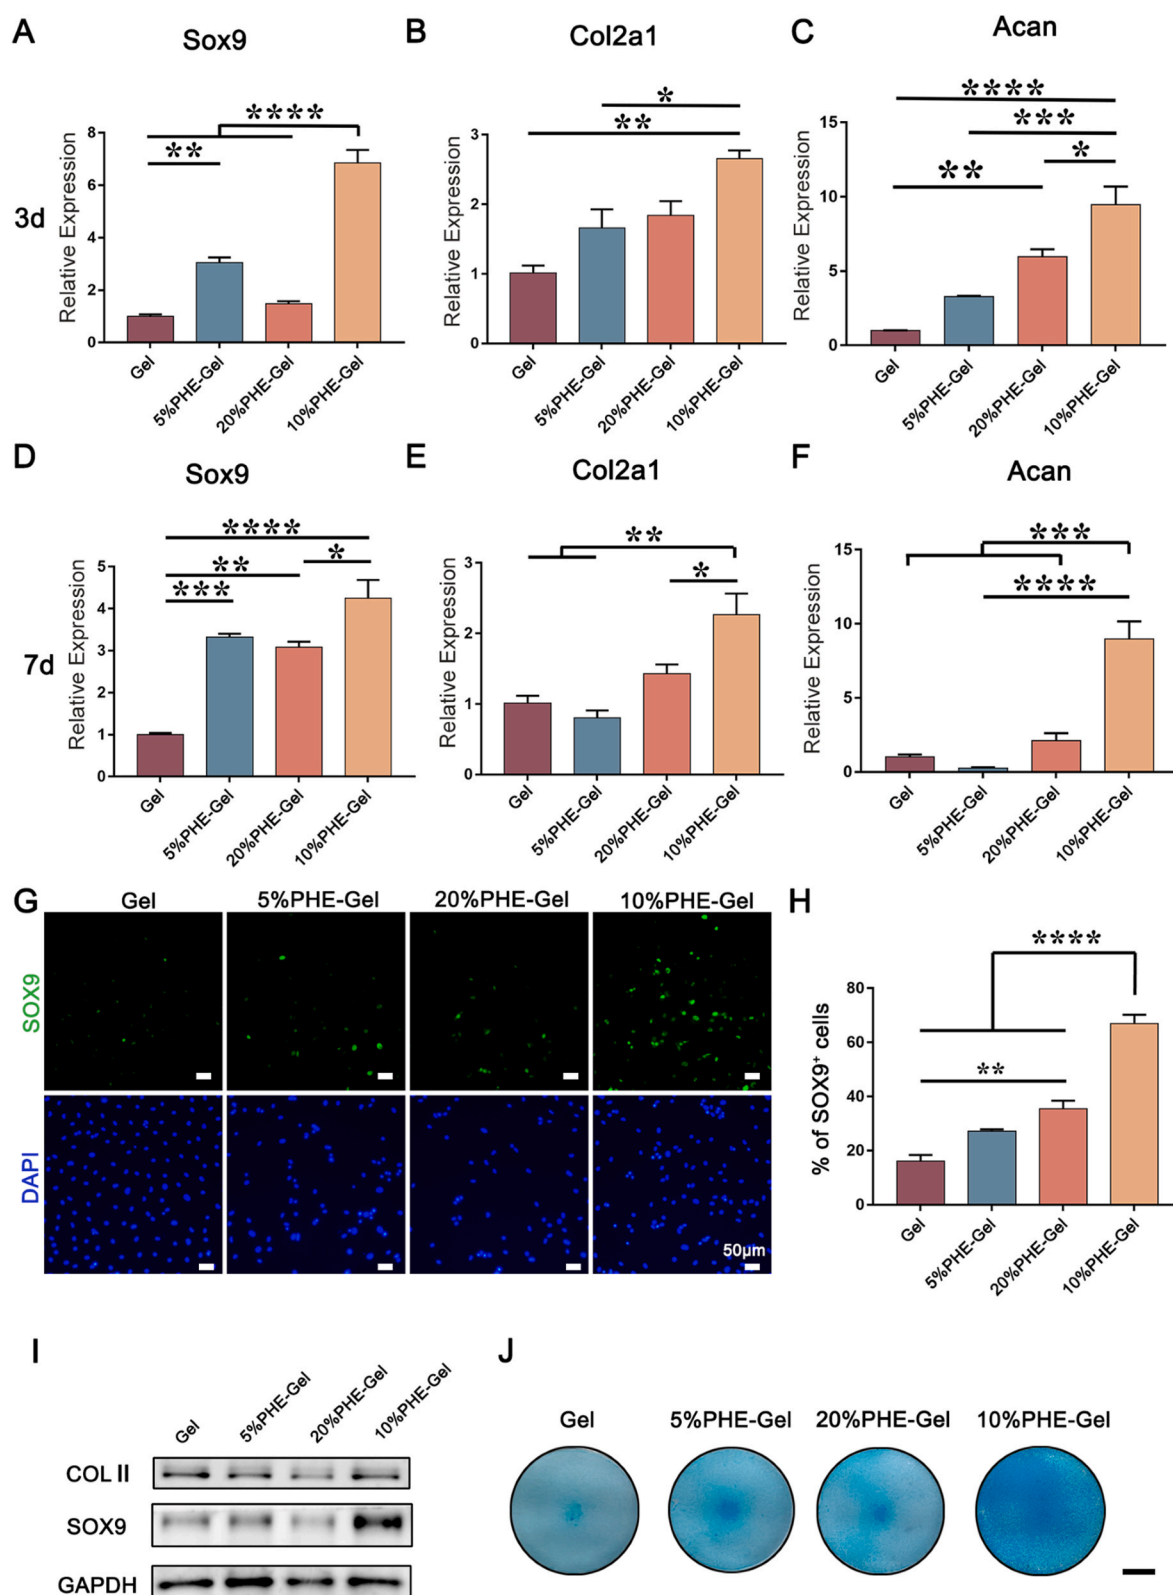 A
Sox9
B
Col2a1
C
Acan
3d
Relative Expression
8
6
4
2
0
****
**
Gel
5%PHE-Gel
20%PHE-Gel
10%PHE-Gel
Relative Expression
3
2
1
0
*
**
Gel
5%PHE-Gel
20%PHE-Gel
10%PHE-Gel
Relative Expression
15
10
5
0
****
***
*
**
Gel
5%PHE-Gel
20%PHE-Gel
10%PHE-Gel
D
Sox9
E
Col2a1
F
Acan
7d
Relative Expression
5
4
3
2
1
0
****
**
*
***
Gel
5%PHE-Gel
20%PHE-Gel
10%PHE-Gel
Relative Expression
3
2
1
0
**
*
Gel
5%PHE-Gel
20%PHE-Gel
10%PHE-Gel
Relative Expression
15
10
5
0
***
****
Gel
5%PHE-Gel
20%PHE-Gel
10%PHE-Gel
G
Gel
5%PHE-Gel
20%PHE-Gel
10%PHE-Gel
SOX9
DAPI
50μm
H
% of SOX9+ cells
80
60
40
20
0
****
**
Gel
5%PHE-Gel
20%PHE-Gel
10%PHE-Gel
I
Gel
5%PHE-Gel
20%PHE-Gel
10%PHE-Gel
COL II
SOX9
GAPDH
J
Gel
5%PHE-Gel
20%PHE-Gel
10%PHE-Gel